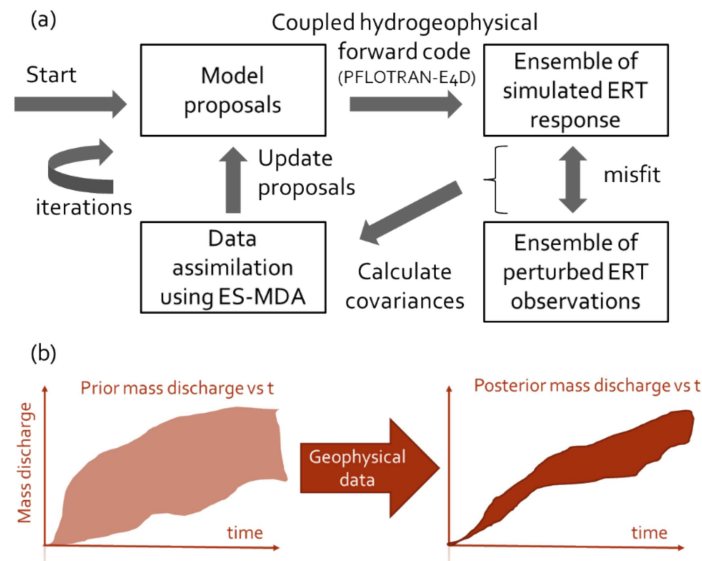 (a)
Start
Model
proposals
Coupled hydrogeophysical
forward code
(PFLOTRAN-E4D)
Ensemble of
simulated ERT
response
iterations
Update
proposals
misfit
Data
assimilation
using ES-MDA
Calculate
covariances
Ensemble of
perturbed ERT
observations
(b)
Prior mass discharge vs t
Mass discharge
time
Geophysical
data
Posterior mass discharge vs t
time